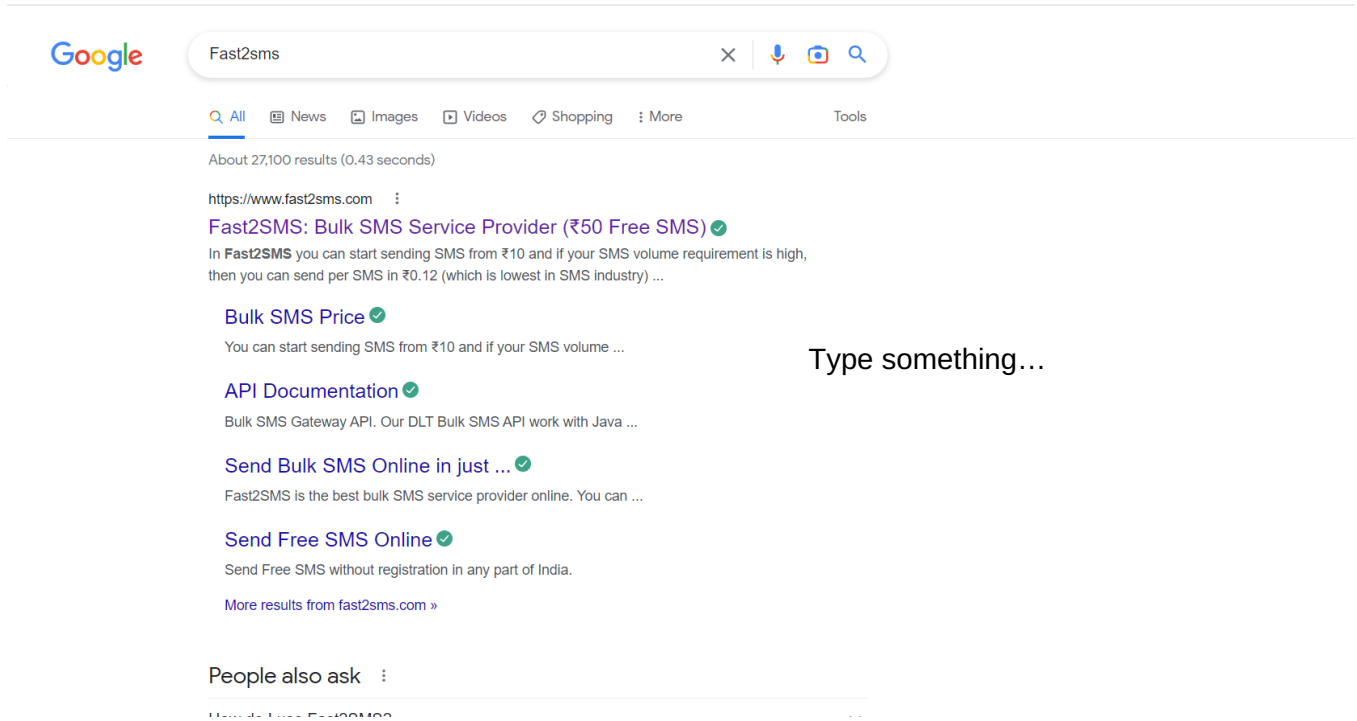 Google
Fast2sms
All News Images Videos Shopping More Tools
About 27,100 results (0.43 seconds)
https://www.fast2sms.com
Fast2SMS: Bulk SMS Service Provider (₹50 Free SMS)
In Fast2SMS you can start sending SMS from ₹10 and if your SMS volume requirement is high,
then you can send per SMS in ₹0.12 (which is lowest in SMS industry) ...
Bulk SMS Price
You can start sending SMS from ₹10 and if your SMS volume ...
Type something…
API Documentation
Bulk SMS Gateway API. Our DLT Bulk SMS API work with Java ...
Send Bulk SMS Online in just ...
Fast2SMS is the best bulk SMS service provider online. You can ...
Send Free SMS Online
Send Free SMS without registration in any part of India.
More results from fast2sms.com »
People also ask
How do I use Fast2SMS?